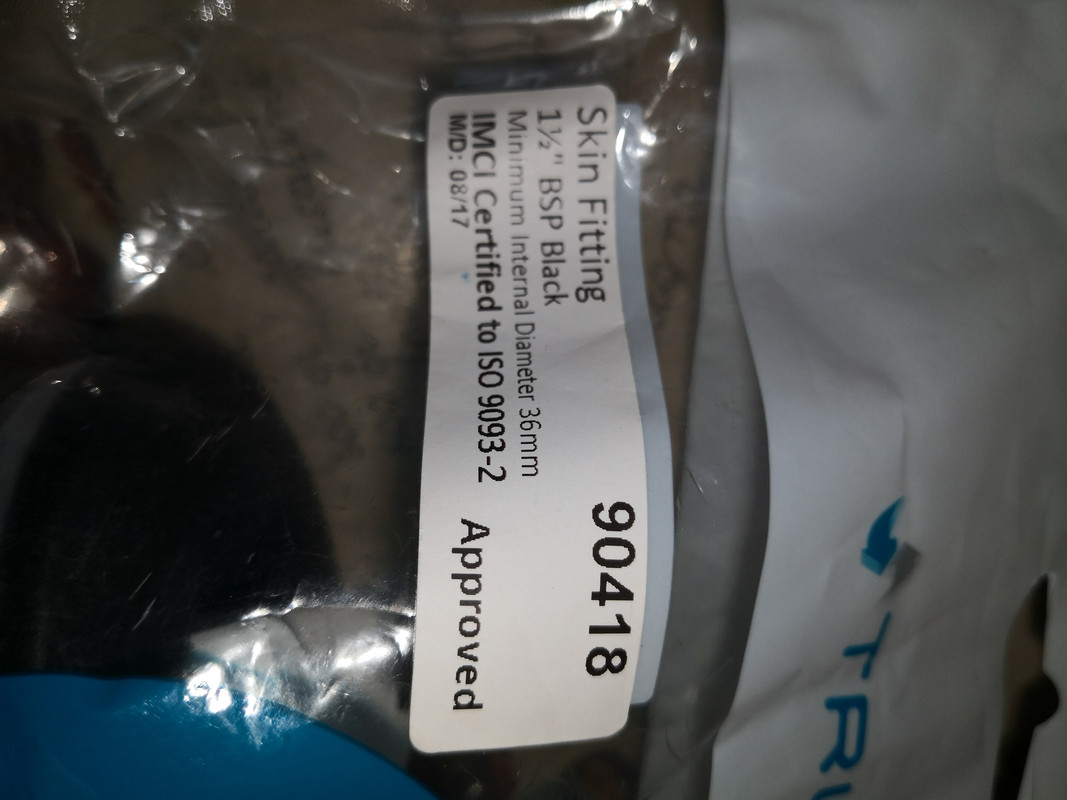 Skin Fitting
90418
1½" BSP Black
Minimum Internal Diameter 36mm
IMCI Certified to ISO 9093-2
M/D: 08/17
Approved